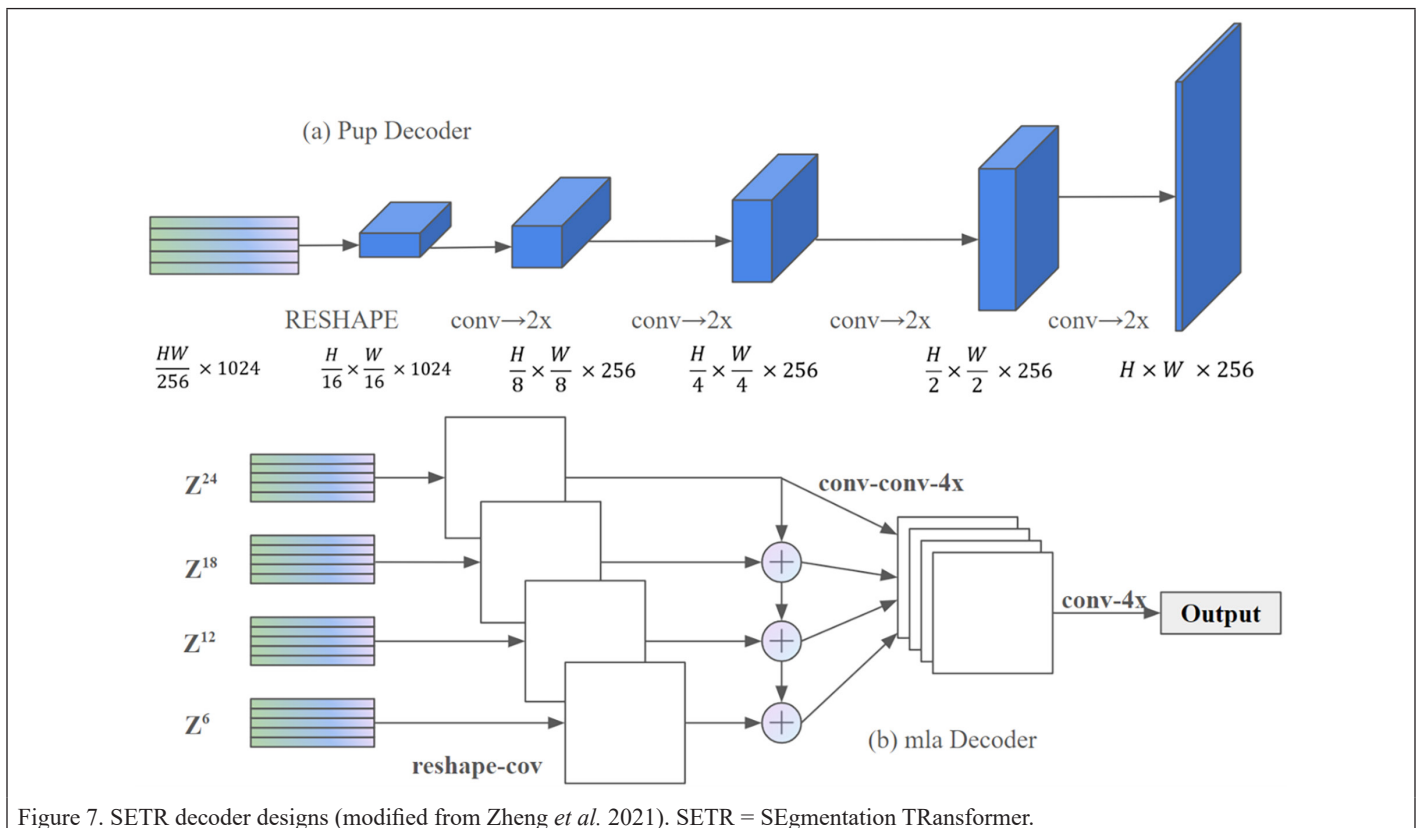 (a) Pup Decoder
RESHAPE conv→2x conv→2x conv→2x conv→2x
HW/256 × 1024 H/16 × W/16 × 1024 H/8 × W/8 × 256 H/4 × W/4 × 256 H/2 × W/2 × 256 H × W × 256
Z²⁴
conv-conv-4x
Z¹⁸
+
Z¹²
+
conv-4x
Output
Z⁶
+
(b) mla Decoder
reshape-cov
Figure 7. SETR decoder designs (modified from Zheng et al. 2021). SETR = SEgmentation TRansformer.